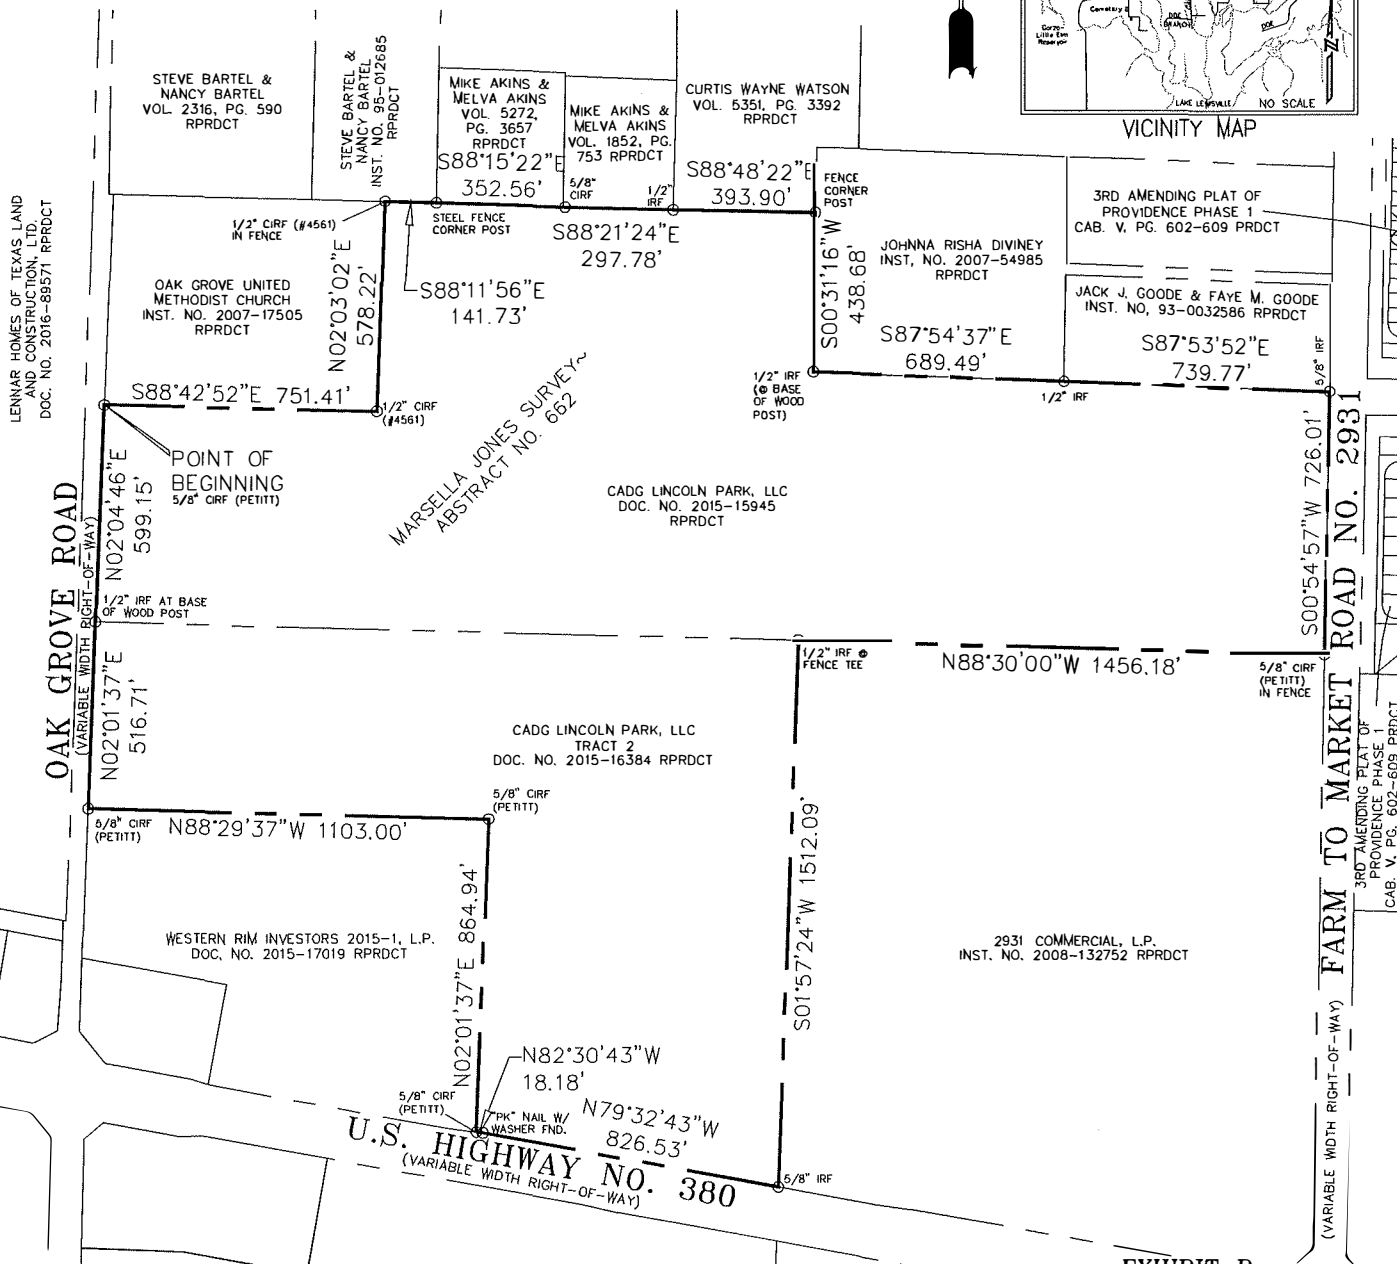 Cemetery
DOE
BRANCH
DOE
Garza-
Little Elm
Reservoir
LAKE LEWISVILLE
NO SCALE
N
VICINITY MAP
STEVE BARTEL &
NANCY BARTEL
VOL. 2316, PG. 590
RPRDCT
STEVE BARTEL &
NANCY BARTEL
INST. NO. 95-012685
RPRDCT
MIKE AKINS &
MELVA AKINS
VOL. 5272,
PG. 3657
RPRDCT
S88°15'22"E
352.56'
MIKE AKINS &
MELVA AKINS
VOL. 1852, PG.
753 RPRDCT
5/8"
CIRF
1/2"
IRF
CURTIS WAYNE WATSON
VOL. 5351, PG. 3392
RPRDCT
S88°48'22"E
393.90'
FENCE
CORNER
POST
3RD AMENDING PLAT OF
PROVIDENCE PHASE 1
CAB. V, PG. 602-609 PRDCT
LENNAR HOMES OF TEXAS LAND
AND CONSTRUCTION, LTD.
DOC. NO. 2016-89571 RPRDCT
1/2" CIRF (#4561)
IN FENCE
STEEL FENCE
CORNER POST
S88°21'24"E
297.78'
S00°31'16"W
438.68'
JOHNNA RISHA DIVINEY
INST, NO. 2007-54985
RPRDCT
OAK GROVE UNITED
METHODIST CHURCH
INST. NO. 2007-17505
RPRDCT
N02°03'02"E
578.22'
S88°11'56"E
141.73'
JACK J. GOODE & FAYE M. GOODE
INST. NO, 93-0032586 RPRDCT
S87°54'37"E
689.49'
S87°53'52"E
739.77'
5/8" IRF
S88°42'52"E 751.41'
1/2" CIRF
(#4561)
1/2" IRF
(@ BASE
OF WOOD
POST)
1/2" IRF
MARSELLA JONES SURVEY~
ABSTRACT NO. 662
POINT OF
BEGINNING
5/8" CIRF (PETITT)
N02°04'46"E
599.15'
CADG LINCOLN PARK, LLC
DOC. NO. 2015-15945
RPRDCT
S00°54'57"W 726.01'
OAK GROVE ROAD
(VARIABLE WIDTH RIGHT-OF-WAY)
1/2" IRF AT BASE
OF WOOD POST
1/2" IRF @
FENCE TEE
N88°30'00"W 1456.18'
5/8" CIRF
(PETITT)
IN FENCE
N02°01'37"E
516.71'
CADG LINCOLN PARK, LLC
TRACT 2
DOC. NO. 2015-16384 RPRDCT
FARM TO MARKET ROAD NO. 2931
(VARIABLE WIDTH RIGHT-OF-WAY)
3RD AMENDING PLAT OF
PROVIDENCE PHASE 1
CAB. V, PG. 602-609 PRDCT
5/8" CIRF
(PETITT)
5/8" CIRF
(PETITT)
N88°29'37"W 1103.00'
S01°57'24"W 1512.09'
N02°01'37"E 864.94'
WESTERN RIM INVESTORS 2015-1, L.P.
DOC. NO. 2015-17019 RPRDCT
2931 COMMERCIAL, L.P.
INST. NO. 2008-132752 RPRDCT
N82°30'43"W
18.18'
5/8" CIRF
(PETITT)
"PK" NAIL W/
WASHER FND.
N79°32'43"W
826.53'
5/8" IRF
U.S. HIGHWAY NO. 380
(VARIABLE WIDTH RIGHT-OF-WAY)
EXHIBIT B